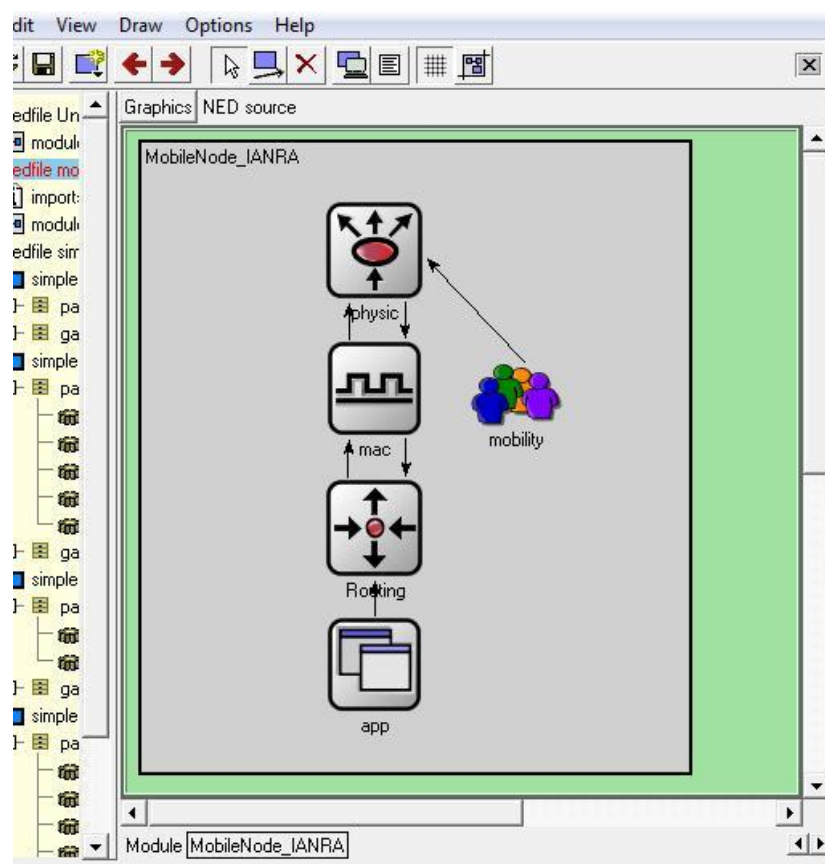 dit View Draw Options Help
Graphics NED source
edfile Un
modul
edfile mo
import:
modul
edfile sim
simple
pa
ga
simple
pa
ga
simple
pa
ga
simple
pa
MobileNode_IANRA
physic
mobility
mac
Routing
app
Module MobileNode_IANRA